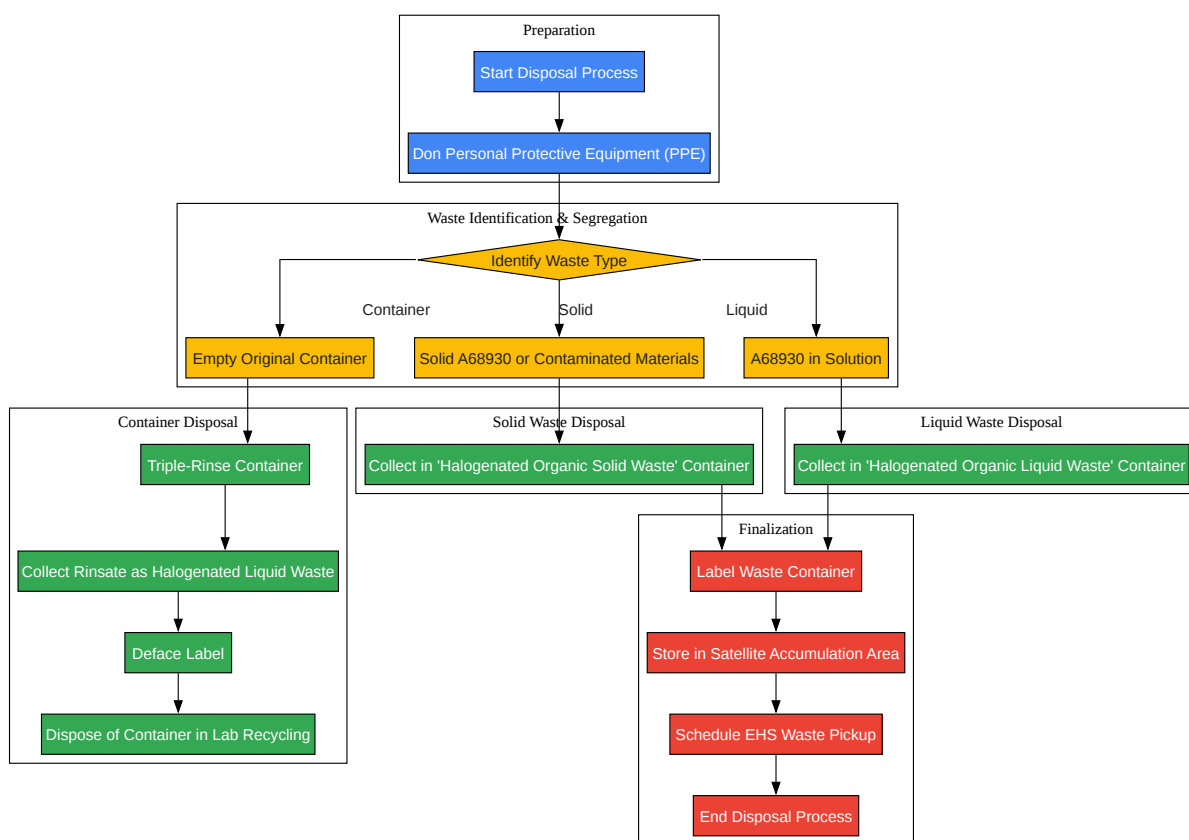 Preparation
Start Disposal Process
Don Personal Protective Equipment (PPE)
Waste Identification & Segregation
Identify Waste Type
Container
Solid
Liquid
Empty Original Container
Solid A68930 or Contaminated Materials
A68930 in Solution
Container Disposal
Solid Waste Disposal
Liquid Waste Disposal
Triple-Rinse Container
Collect in 'Halogenated Organic Solid Waste' Container
Collect in 'Halogenated Organic Liquid Waste' Container
Finalization
Collect Rinsate as Halogenated Liquid Waste
Label Waste Container
Deface Label
Store in Satellite Accumulation Area
Dispose of Container in Lab Recycling
Schedule EHS Waste Pickup
End Disposal Process